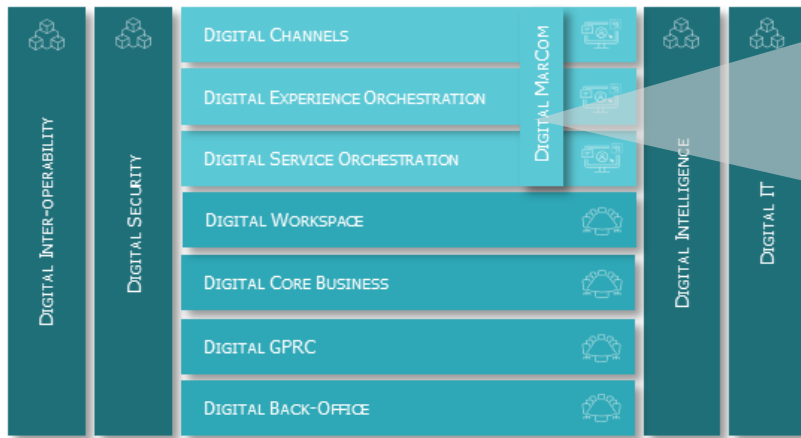 DIGITAL INTER-OPERABILITY
DIGITAL SECURITY
DIGITAL CHANNELS
DIGITAL EXPERIENCE ORCHESTRATION
DIGITAL SERVICE ORCHESTRATION
DIGITAL MARCOM
DIGITAL WORKSPACE
DIGITAL CORE BUSINESS
DIGITAL GPRC
DIGITAL BACK-OFFICE
DIGITAL INTELLIGENCE
DIGITAL IT